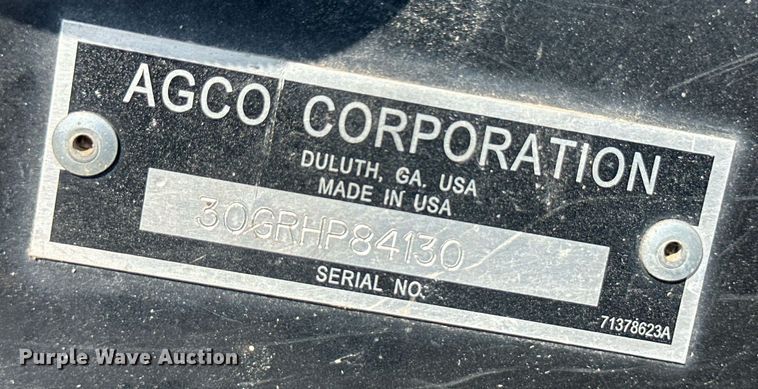 AGCO CORPORATION
DULUTH, GA. USA
MADE IN USA
30GRHP84130
SERIAL NO.
71378623A
Purple Wave Auction